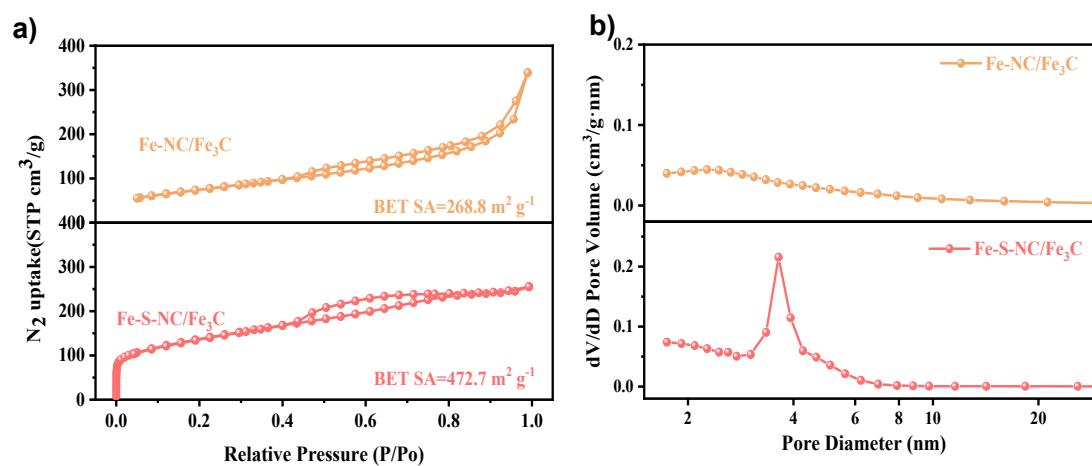 a)
N₂ uptake(STP cm³/g)
400
300
200
100
400
300
200
100
0
Fe-NC/Fe₃C
BET SA=268.8 m² g⁻¹
Fe-S-NC/Fe₃C
BET SA=472.7 m² g⁻¹
0.0 0.2 0.4 0.6 0.8 1.0
Relative Pressure (P/Po)
b)
dV/dD Pore Volume (cm³/g·nm)
0.2
0.1
0.0
0.2
0.1
0.0
Fe-NC/Fe₃C
Fe-S-NC/Fe₃C
2 4 6 8 10 20
Pore Diameter (nm)